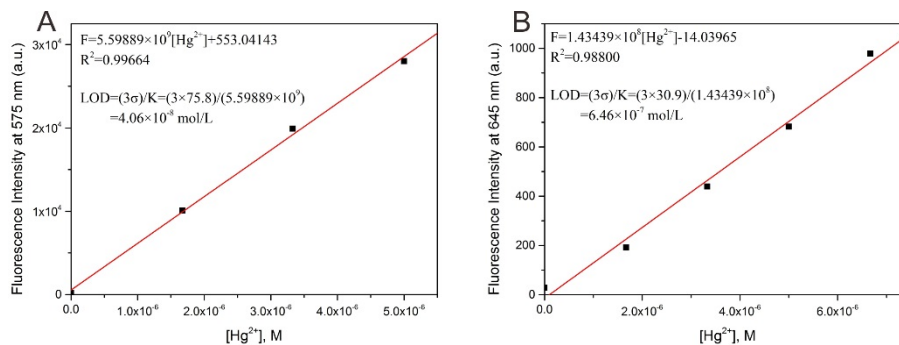 A
F=5.59889×10⁹[Hg²⁺]+553.04143
R²=0.99664
LOD=(3σ)/K=(3×75.8)/(5.59889×10⁹)
=4.06×10⁻⁸ mol/L
Fluorescence Intensity at 575 nm (a.u.)
3x10⁴
2x10⁴
1x10⁴
0
0.0 1.0x10⁻⁶ 2.0x10⁻⁶ 3.0x10⁻⁶ 4.0x10⁻⁶ 5.0x10⁻⁶
[Hg²⁺], M
B
F=1.43439×10⁸[Hg²⁺]-14.03965
R²=0.98800
LOD=(3σ)/K=(3×30.9)/(1.43439×10⁸)
=6.46×10⁻⁷ mol/L
Fluorescence Intensity at 645 nm (a.u.)
1000
800
600
400
200
0
0.0 2.0x10⁻⁶ 4.0x10⁻⁶ 6.0x10⁻⁶
[Hg²⁺], M